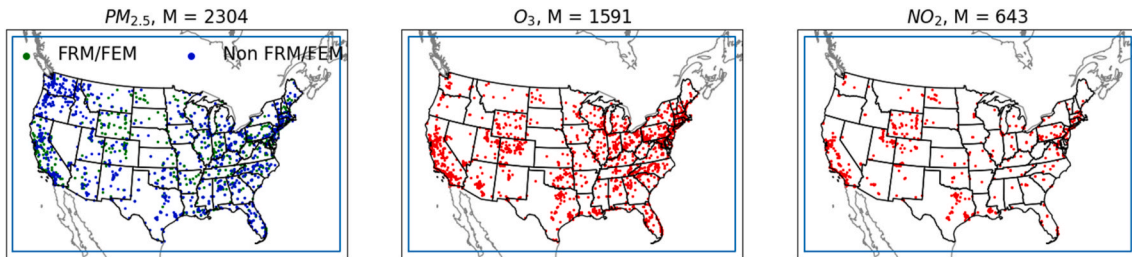 PM2.5, M = 2304
FRM/FEM
Non FRM/FEM
O3, M = 1591
NO2, M = 643